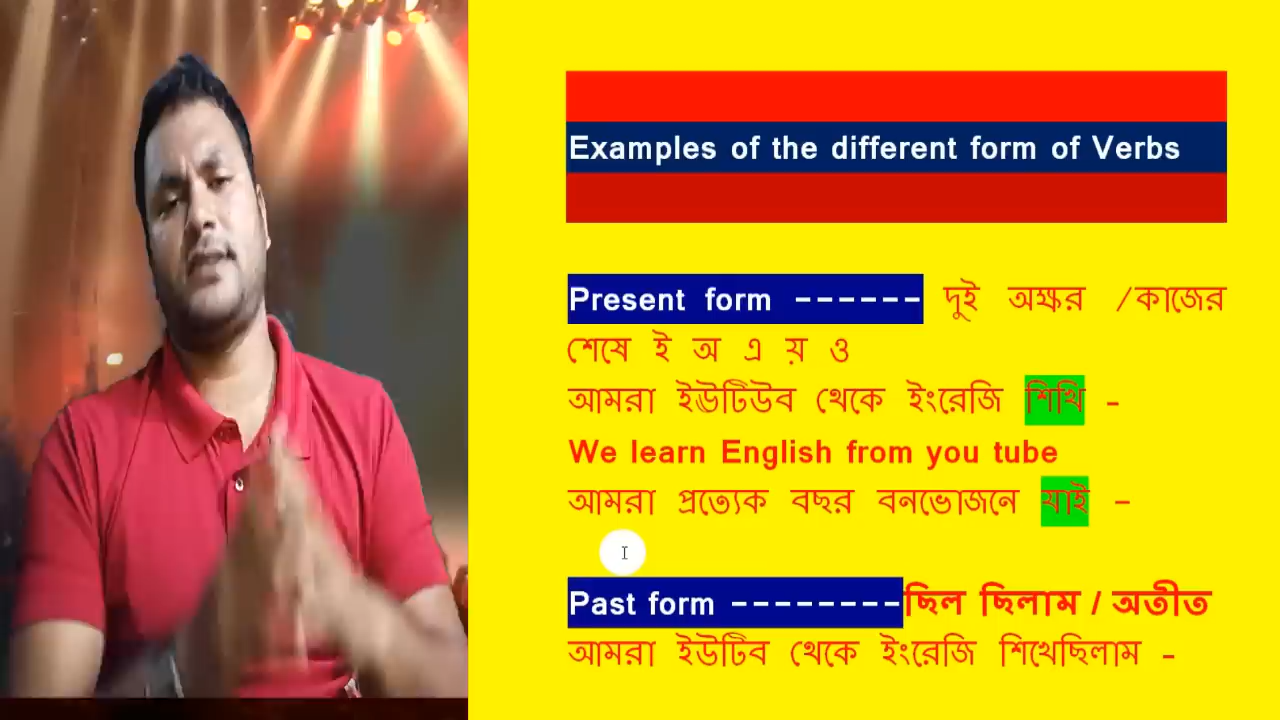 Examples of the different form of Verbs
Present form ------ দুই অক্ষর /কাজের
শেষে ই অ এ য় ও
আমরা ইঊটিউব থেকে ইংরেজি শিখি -
We learn English from you tube
আমরা প্রত্যেক বছর বনভোজনে যাই –
Past form --------ছিল ছিলাম / অতীত
আমরা ইউটিব থেকে ইংরেজি শিখেছিলাম -